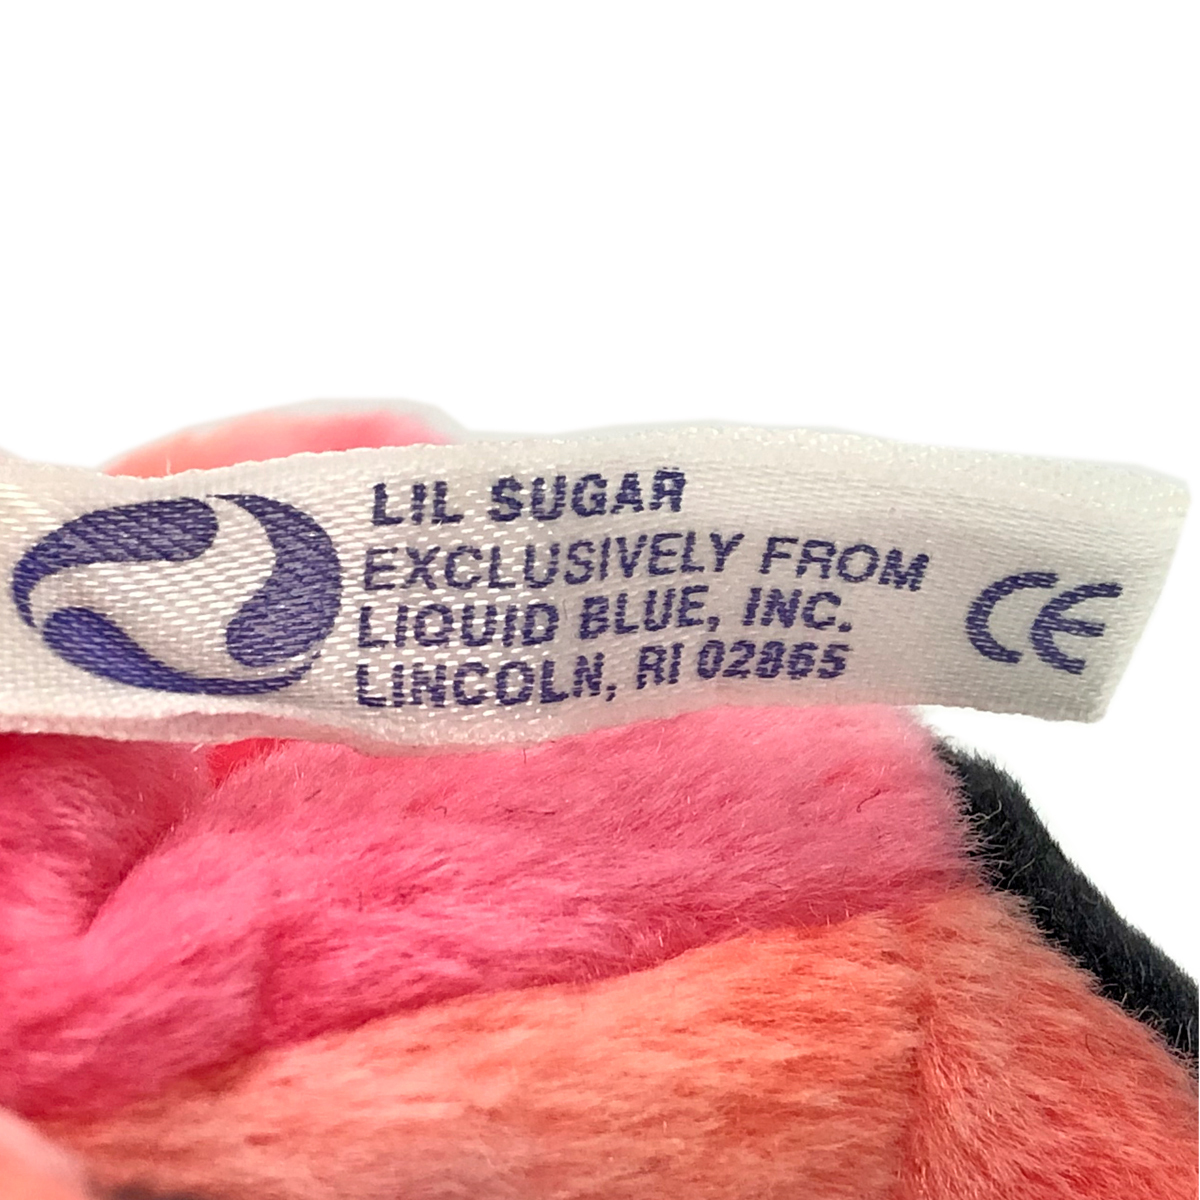 LIL SUGAR
EXCLUSIVELY FROM
LIQUID BLUE, INC.
LINCOLN, RI 02865
CE